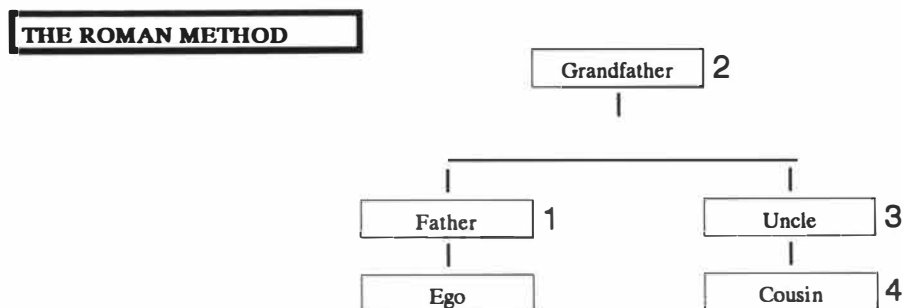 THE ROMAN METHOD
Grandfather 2
Father 1 Uncle 3
Ego Cousin 4